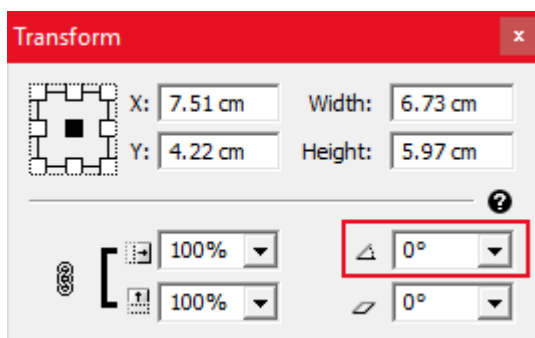 Transform x
X: 7.51 cm Width: 6.73 cm
Y: 4.22 cm Height: 5.97 cm
?
100% 0°
100% 0°